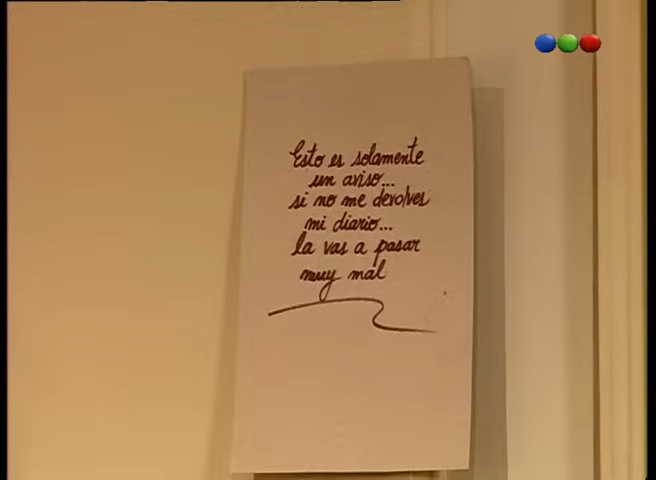 Esto es solamente
un aviso...
si no me devolves
mi diario...
la vas a pasar
muy mal